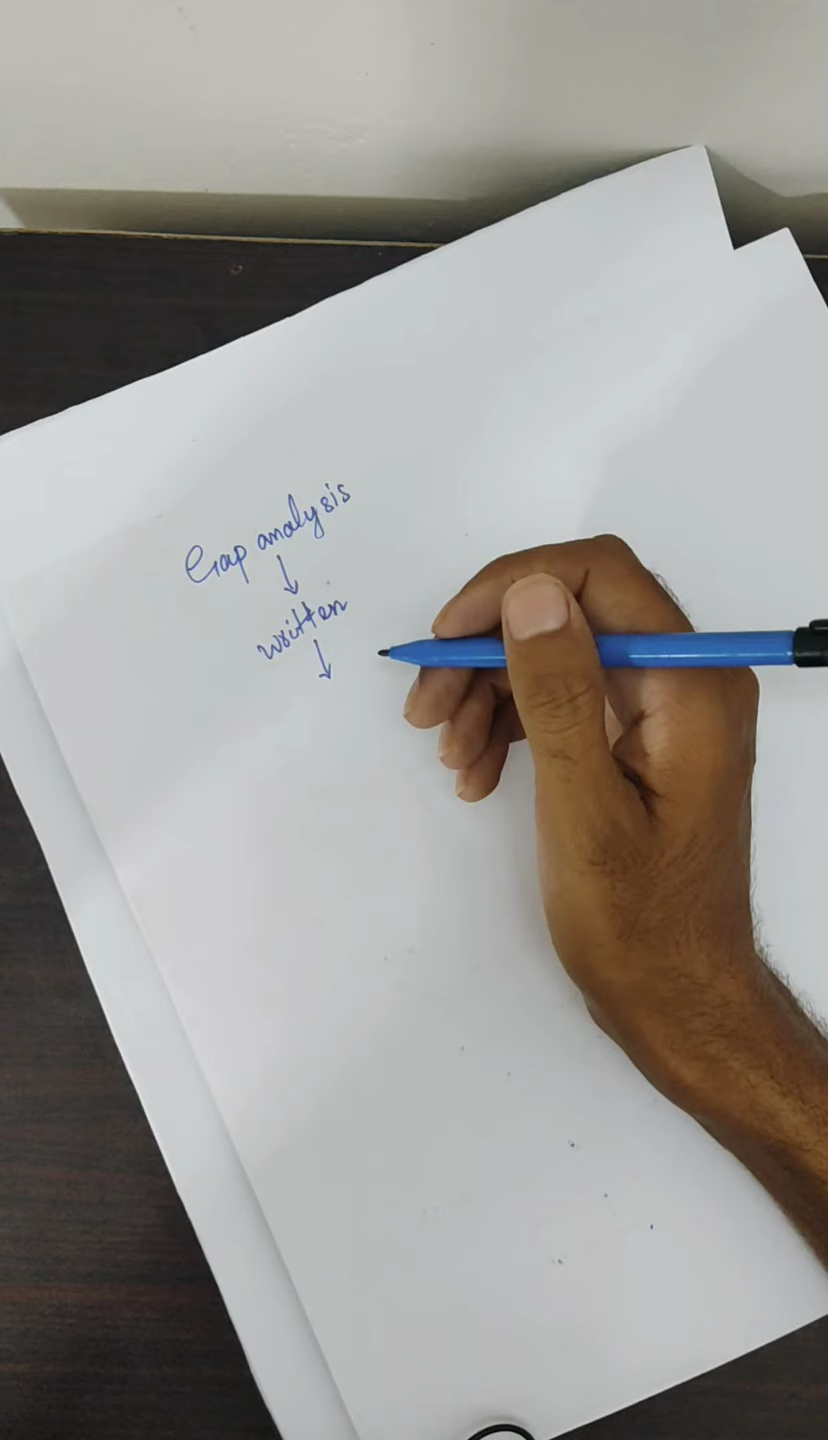 Gap analysis
↓
written
↓